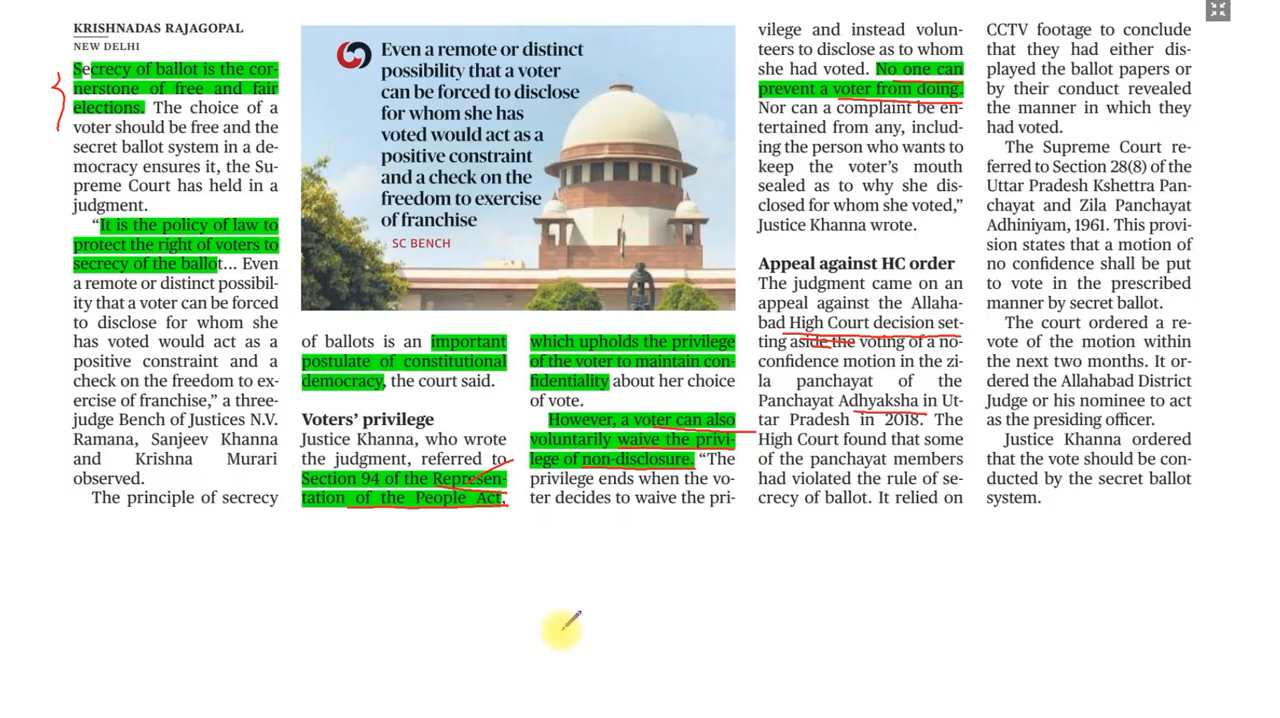 KRISHNADAS RAJAGOPAL
NEW DELHI
Secrecy of ballot is the cor-
nerstone of free and fair
elections. The choice of a
voter should be free and the
secret ballot system in a de-
mocracy ensures it, the Su-
preme Court has held in a
judgment.
“It is the policy of law to
protect the right of voters to
secrecy of the ballot... Even
a remote or distinct possibil-
ity that a voter can be forced
to disclose for whom she
has voted would act as a
positive constraint and a
check on the freedom to ex-
ercise of franchise,” a three-
judge Bench of Justices N.V.
Ramana, Sanjeev Khanna
and Krishna Murari
observed.
The principle of secrecy
Even a remote or distinct
possibility that a voter
can be forced to disclose
for whom she has
voted would act as a
positive constraint
and a check on the
freedom to exercise
of franchise
SC BENCH
of ballots is an important
postulate of constitutional
democracy, the court said.
Voters’ privilege
Justice Khanna, who wrote
the judgment, referred to
Section 94 of the Represen-
tation of the People Act,
which upholds the privilege
of the voter to maintain con-
fidentiality about her choice
of vote.
However, a voter can also
voluntarily waive the privi-
lege of non-disclosure. “The
privilege ends when the vo-
ter decides to waive the pri-
vilege and instead volun-
teers to disclose as to whom
she had voted. No one can
prevent a voter from doing.
Nor can a complaint be en-
tertained from any, includ-
ing the person who wants to
keep the voter’s mouth
sealed as to why she dis-
closed for whom she voted,”
Justice Khanna wrote.
Appeal against HC order
The judgment came on an
appeal against the Allaha-
bad High Court decision set-
ting aside the voting of a no-
confidence motion in the zi-
la panchayat of the
Panchayat Adhyaksha in Ut-
tar Pradesh in 2018. The
High Court found that some
of the panchayat members
had violated the rule of se-
crecy of ballot. It relied on
CCTV footage to conclude
that they had either dis-
played the ballot papers or
by their conduct revealed
the manner in which they
had voted.
The Supreme Court re-
ferred to Section 28(8) of the
Uttar Pradesh Kshettra Pan-
chayat and Zila Panchayat
Adhiniyam, 1961. This provi-
sion states that a motion of
no confidence shall be put
to vote in the prescribed
manner by secret ballot.
The court ordered a re-
vote of the motion within
the next two months. It or-
dered the Allahabad District
Judge or his nominee to act
as the presiding officer.
Justice Khanna ordered
that the vote should be con-
ducted by the secret ballot
system.